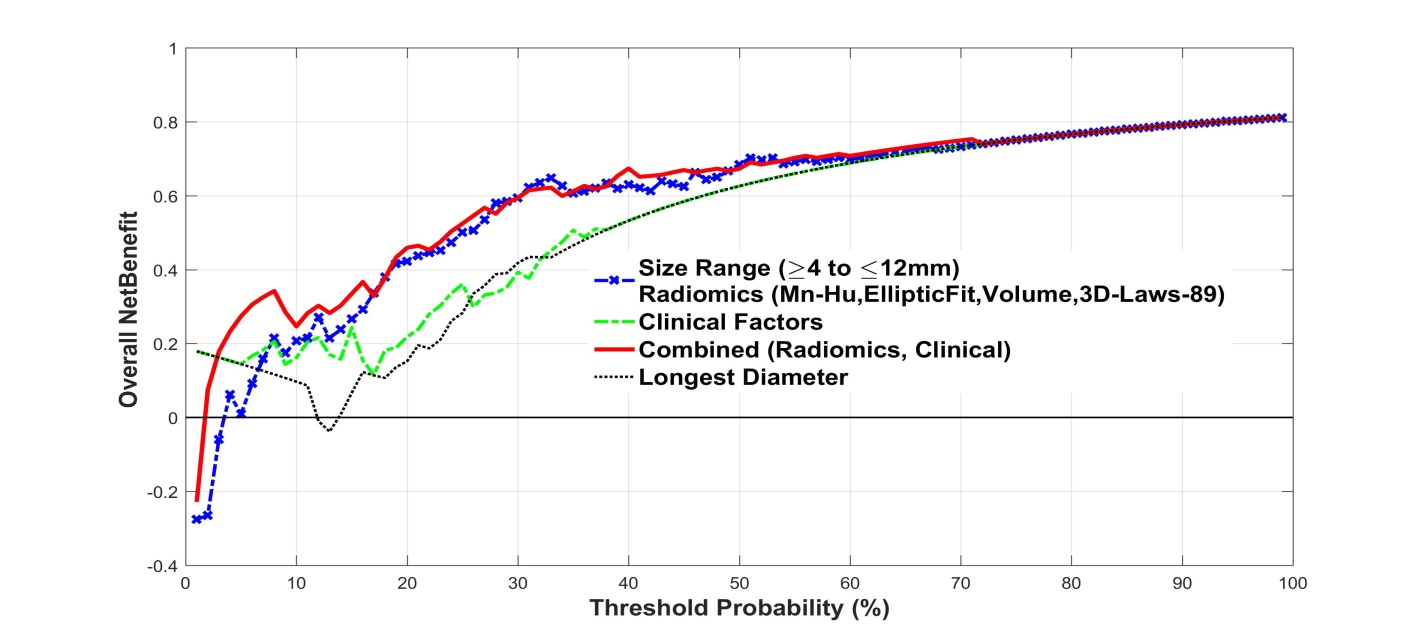 1
0.8
0.6
0.4
0.2
0
-0.2
-0.4
Overall NetBenefit
Size Range (≥4 to ≤12mm)
Radiomics (Mn-Hu,EllipticFit,Volume,3D-Laws-89)
Clinical Factors
Combined (Radiomics, Clinical)
Longest Diameter
0 10 20 30 40 50 60 70 80 90 100
Threshold Probability (%)